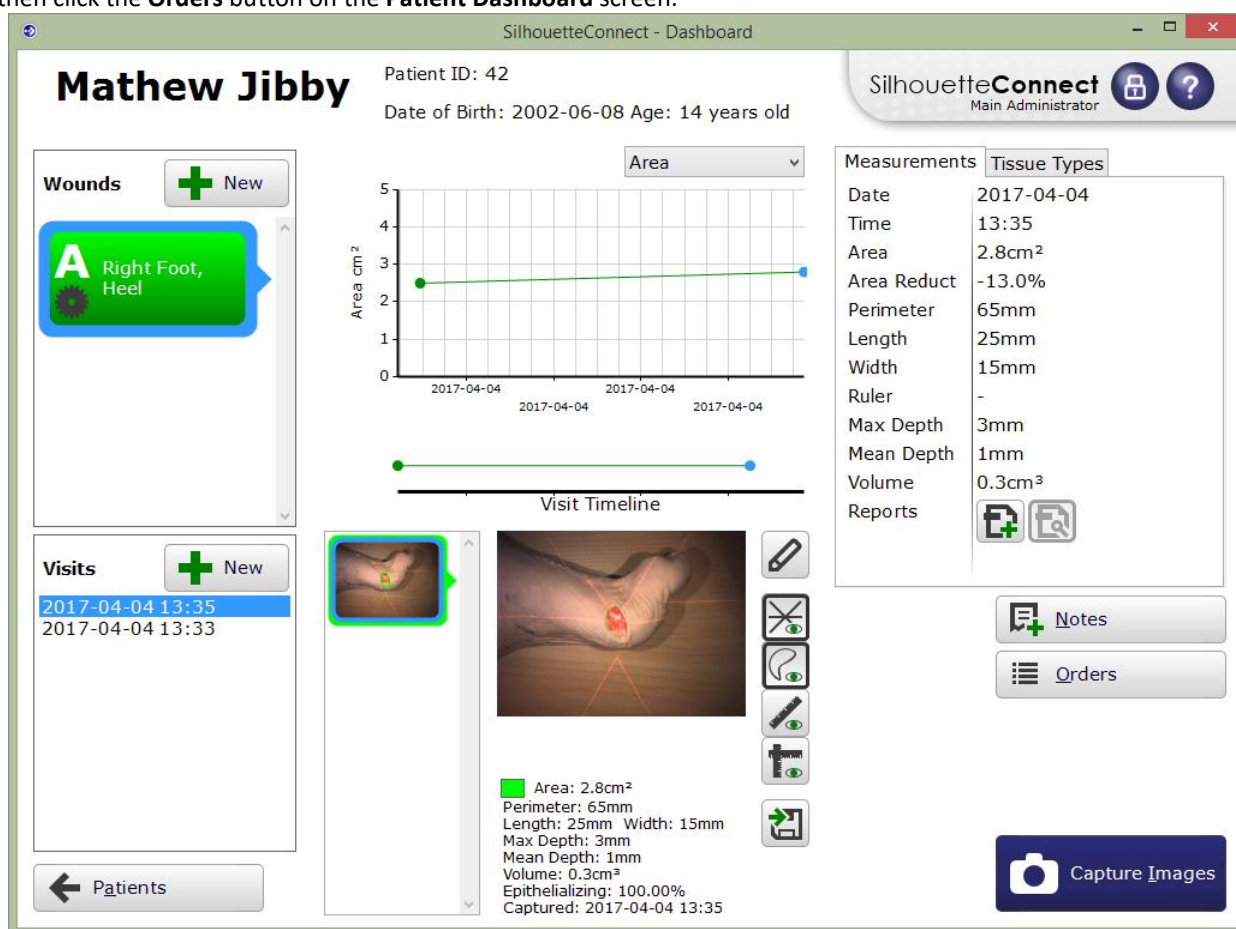 then click the Orders button on the Patient Dashboard screen.
SilhouetteConnect - Dashboard
Mathew Jibby
Patient ID: 42
Date of Birth: 2002-06-08 Age: 14 years old
SilhouetteConnect
Main Administrator
?
Wounds
New
A
Right Foot,
Heel
Area
5
4
3
2
1
0
Area cm²
2017-04-04
2017-04-04
2017-04-04
2017-04-04
Visit Timeline
Measurements Tissue Types
Date 2017-04-04
Time 13:35
Area 2.8cm²
Area Reduct -13.0%
Perimeter 65mm
Length 25mm
Width 15mm
Ruler -
Max Depth 3mm
Mean Depth 1mm
Volume 0.3cm³
Reports
Visits
New
2017-04-04 13:35
2017-04-04 13:33
Area: 2.8cm²
Perimeter: 65mm
Length: 25mm Width: 15mm
Max Depth: 3mm
Mean Depth: 1mm
Volume: 0.3cm³
Epithelializing: 100.00%
Captured: 2017-04-04 13:35
Notes
Orders
Patients
Capture Images